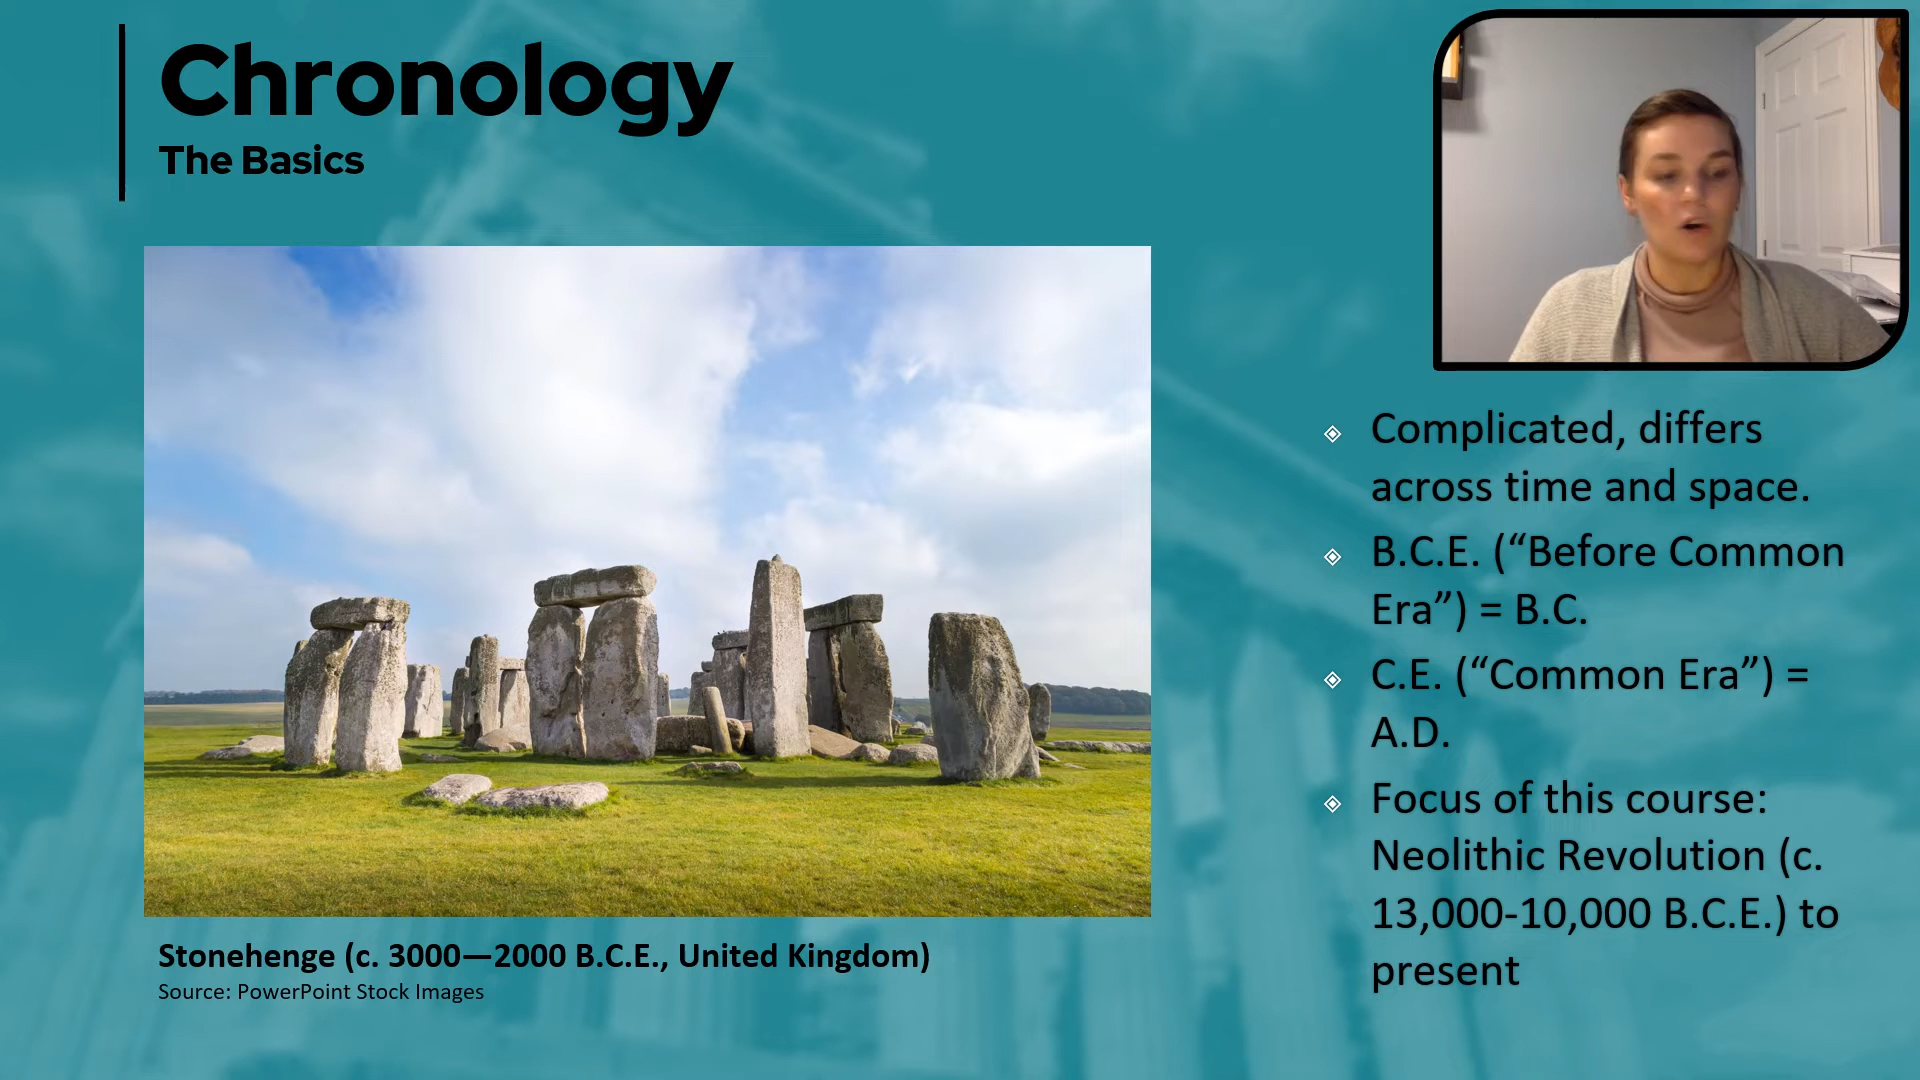 Chronology
The Basics
Complicated, differs
across time and space.
B.C.E. (“Before Common
Era”) = B.C.
C.E. (“Common Era”) =
A.D.
Focus of this course:
Neolithic Revolution (c.
13,000-10,000 B.C.E.) to
present
Stonehenge (c. 3000—2000 B.C.E., United Kingdom)
Source: PowerPoint Stock Images